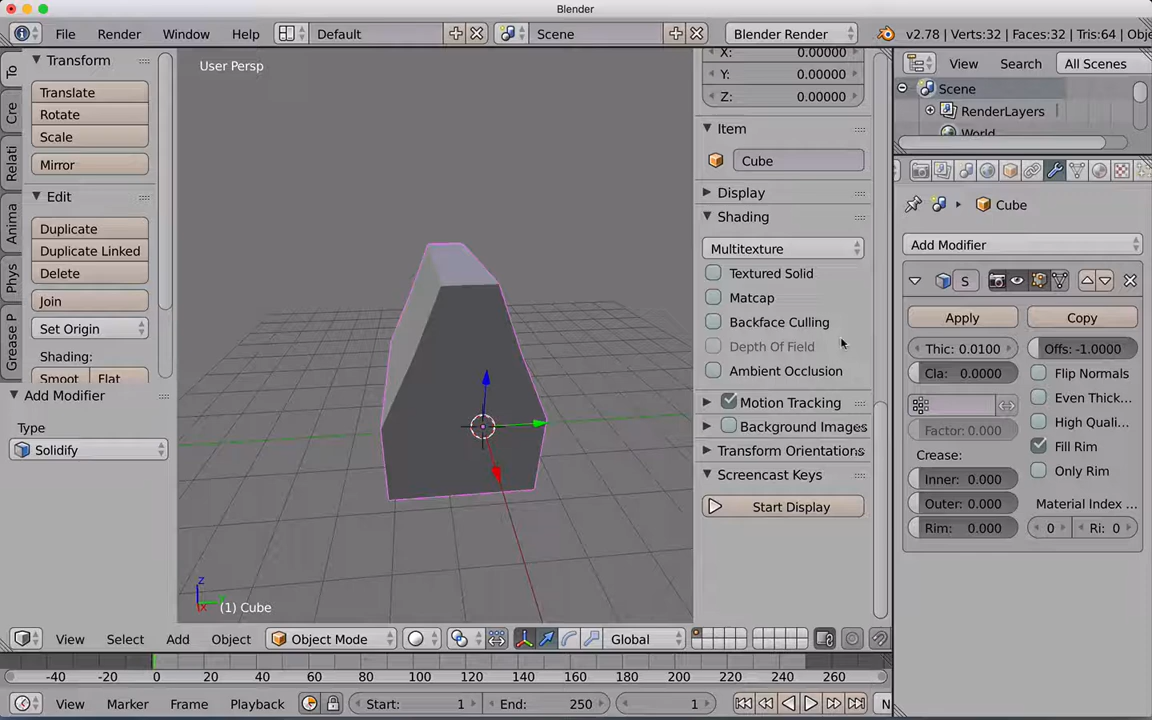 Blender
File Render Window Help Default Scene Blender Render v2.78 | Verts:32 | Faces:32 | Tris:64 | Obje
To
Cre
Relati
Anima
Phys
Grease P
Transform
Translate
Rotate
Scale
Mirror
Edit
Duplicate
Duplicate Linked
Delete
Join
Set Origin
Shading:
Smoot Flat
Add Modifier
Type
Solidify
User Persp
z
(1) Cube
X: 0.00000
Y: 0.00000
Z: 0.00000
Item
Cube
Display
Shading
Multitexture
Textured Solid
Matcap
Backface Culling
Depth Of Field
Ambient Occlusion
Motion Tracking
Background Images
Transform Orientations
Screencast Keys
Start Display
View Search All Scenes
Scene
RenderLayers
World
Cube
Add Modifier
S
Apply Copy
Thic: 0.0100 Offs: -1.0000
Cla: 0.0000 Flip Normals
Even Thick...
High Quali...
Factor: 0.000 Fill Rim
Crease: Only Rim
Inner: 0.000
Outer: 0.000 Material Index ...
Rim: 0.000 0 Ri: 0
View Select Add Object Object Mode Global
-40 -20 0 20 40 60 80 100 120 140 160 180 200 220 240 260
View Marker Frame Playback Start: 1 End: 250 1 N